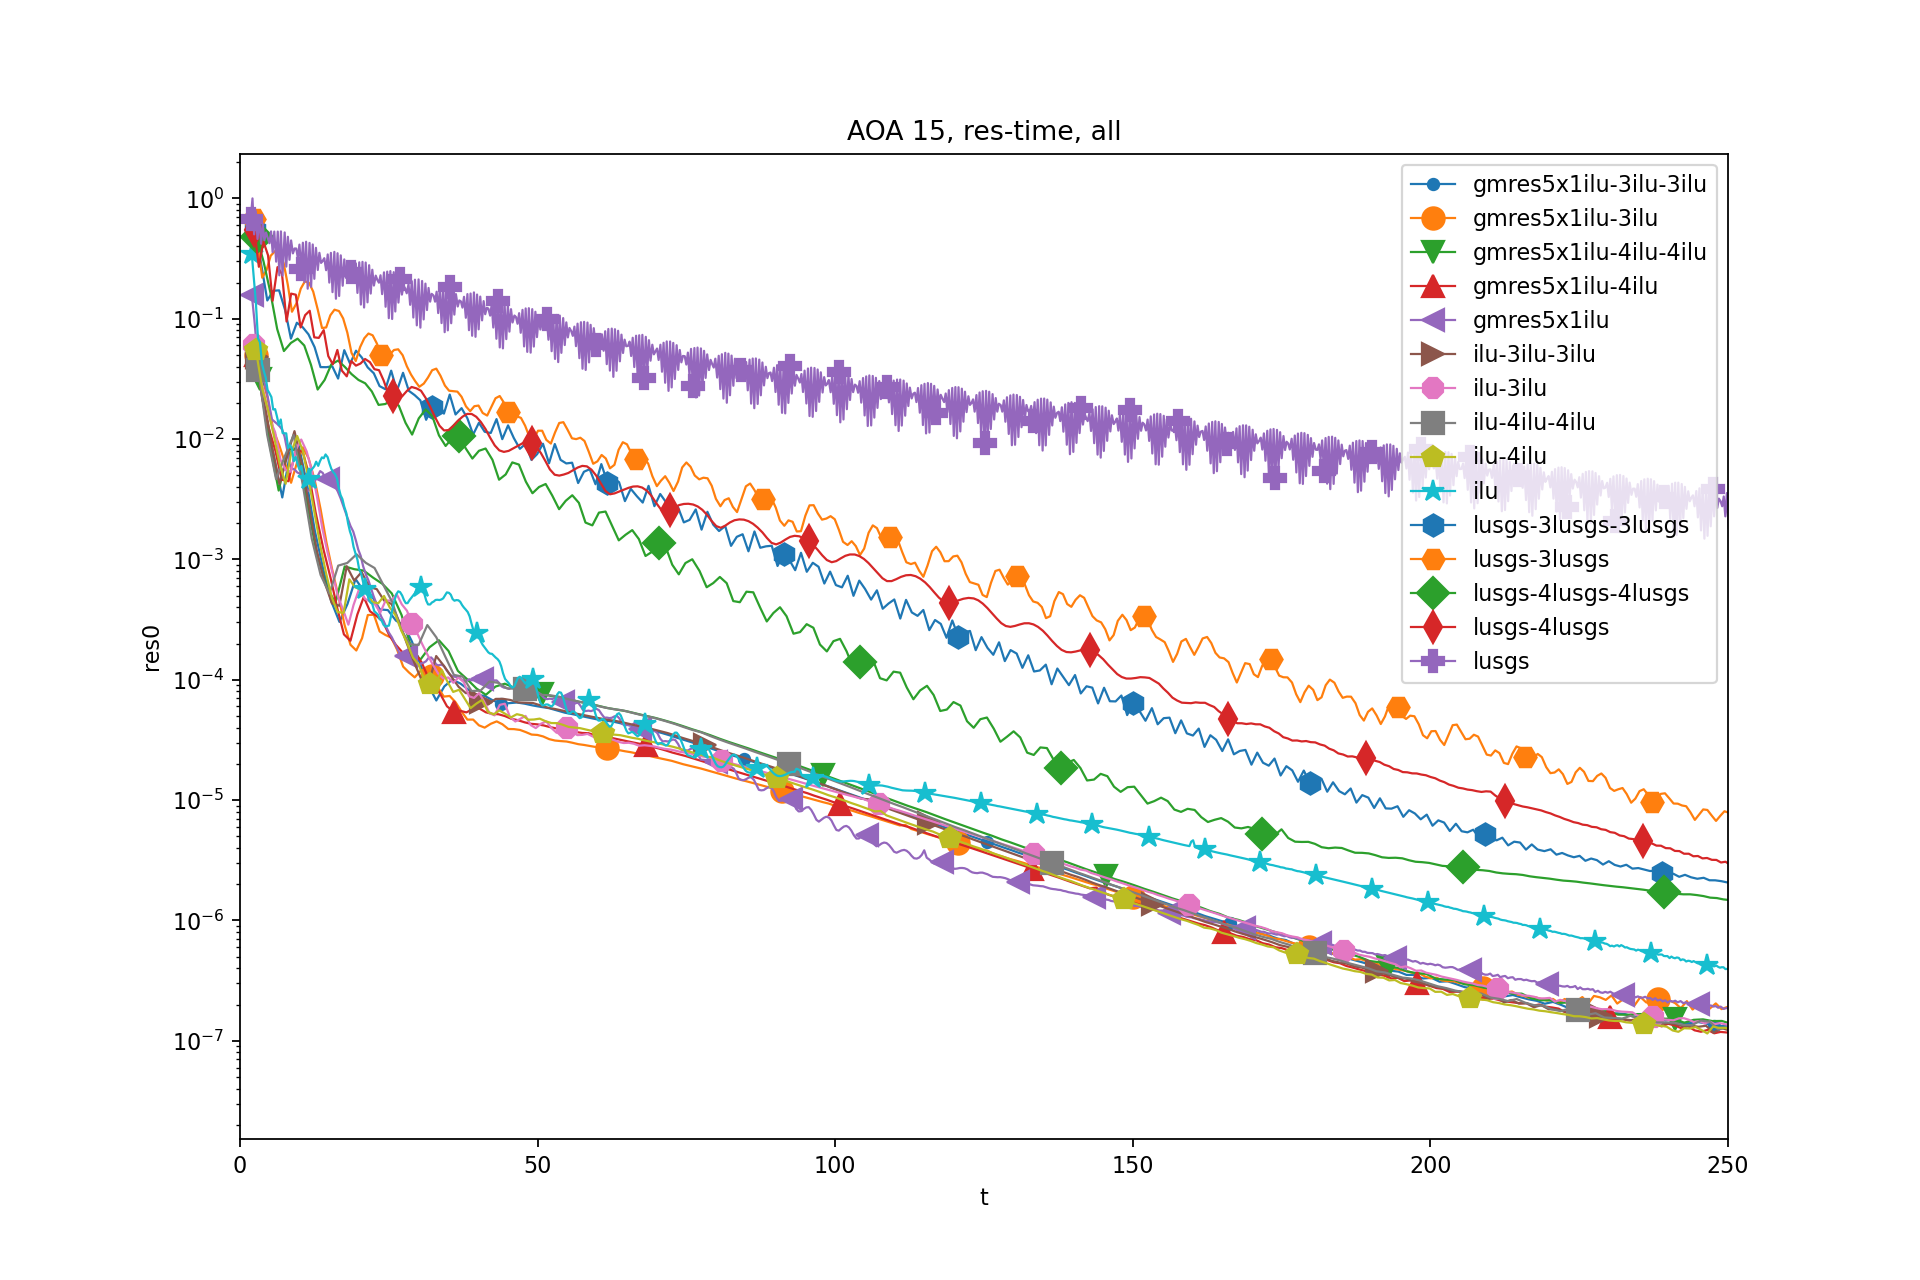 AOA 15, res-time, all
res0
10^0
10^-1
10^-2
10^-3
10^-4
10^-5
10^-6
10^-7
gmres5x1ilu-3ilu-3ilu
gmres5x1ilu-3ilu
gmres5x1ilu-4ilu-4ilu
gmres5x1ilu-4ilu
gmres5x1ilu
ilu-3ilu-3ilu
ilu-3ilu
ilu-4ilu-4ilu
ilu-4ilu
ilu
lusgs-3lusgs-3lusgs
lusgs-3lusgs
lusgs-4lusgs-4lusgs
lusgs-4lusgs
lusgs
0 50 100 150 200 250
t